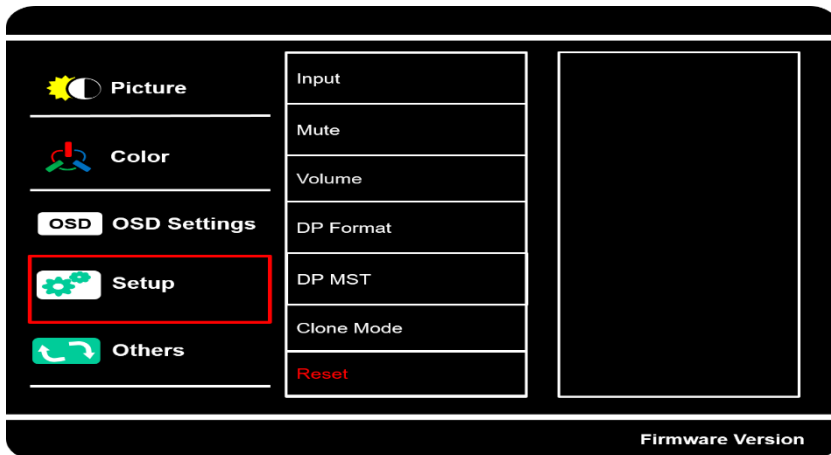 Picture
Color
OSD OSD Settings
Setup
Others
Input
Mute
Volume
DP Format
DP MST
Clone Mode
Reset
Firmware Version